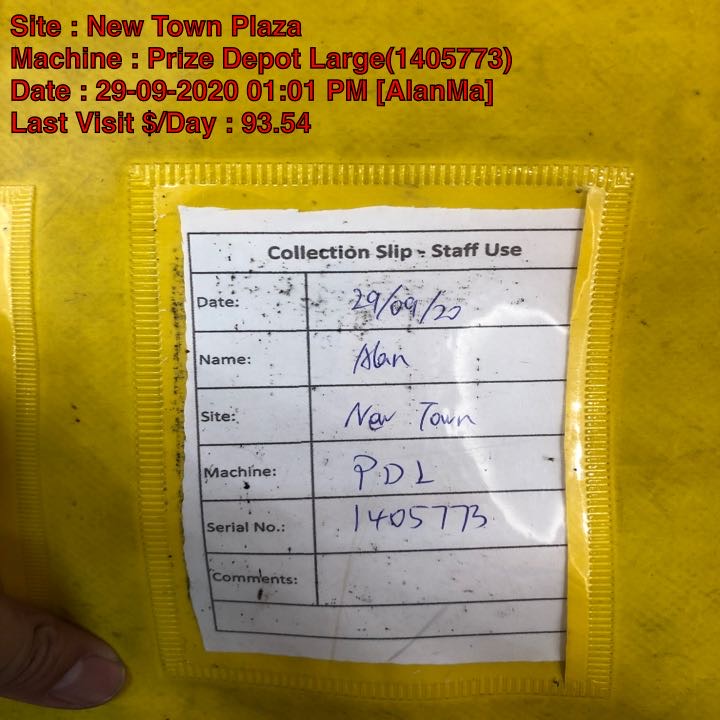 Site : New Town Plaza
Machine : Prize Depot Large(1405773)
Date : 29-09-2020 01:01 PM [AlanMa]
Last Visit $/Day : 93.54
Collection Slip - Staff Use
Date: 29/09/20
Name: Alan
Site: New Town
Machine: PDL
Serial No.: 1405773
Comments: